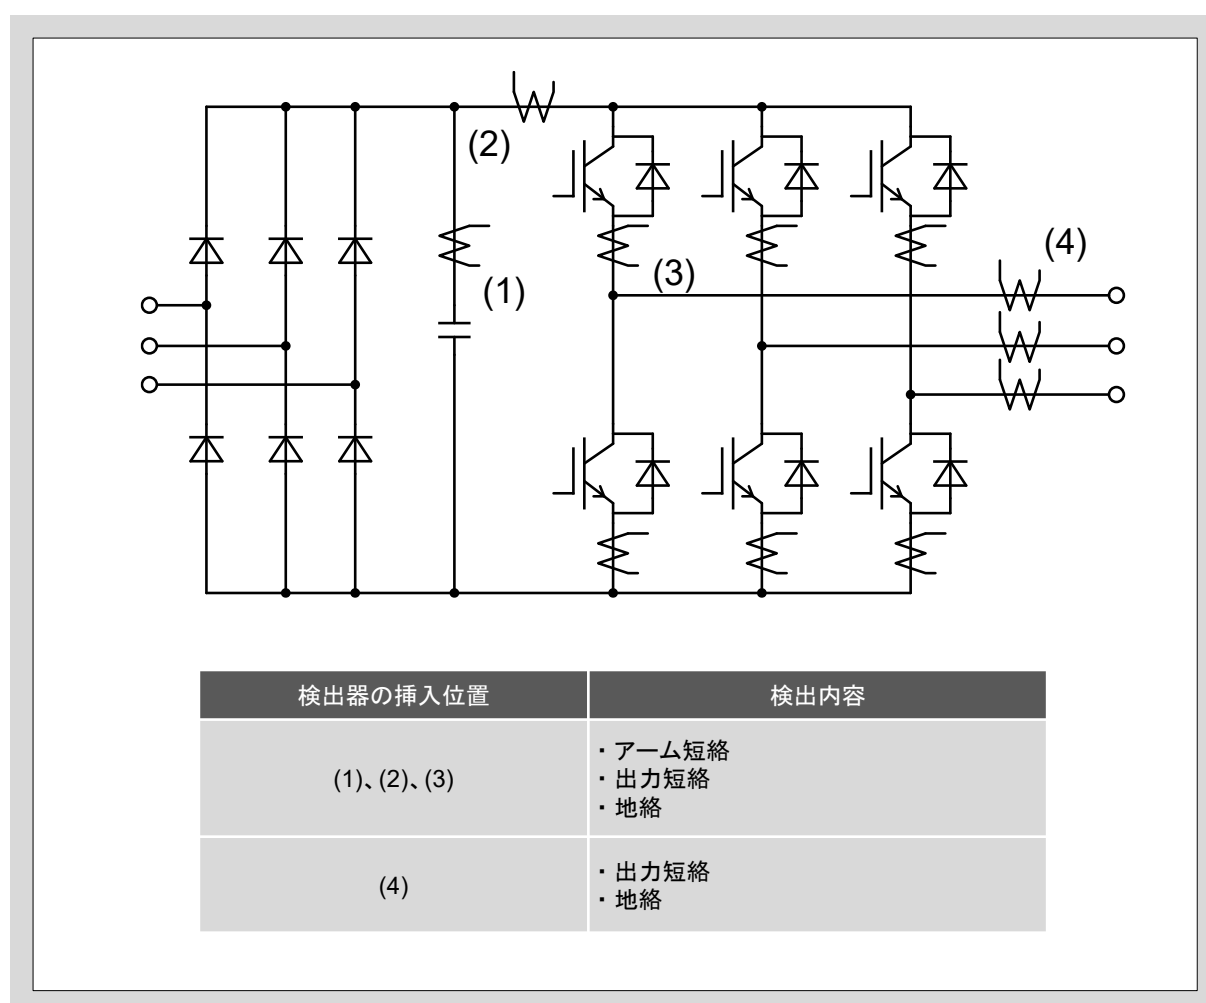 (2)
(4)
(3)
(1)
検出器の挿入位置
検出内容
(1)、(2)、(3)
・アーム短絡
・出力短絡
・地絡
(4)
・出力短絡
・地絡